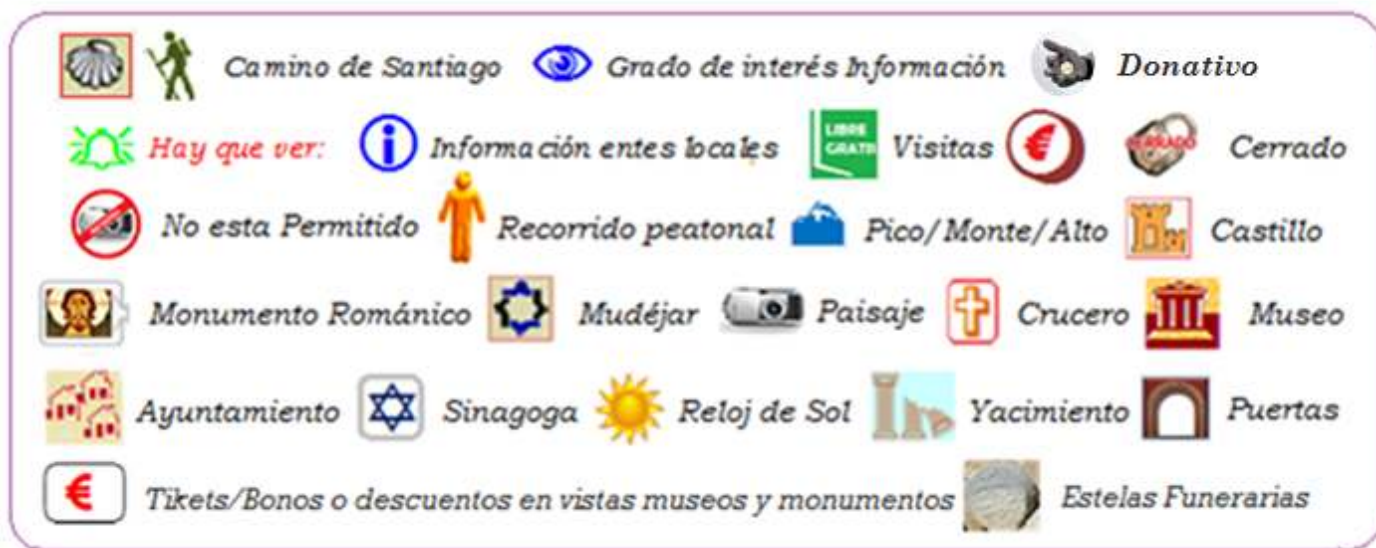 Camino de Santiago Grado de interés Información Donativo
Hay que ver: Información entes locales LIBRE GRATIS Visitas € CERRADO Cerrado
No esta Permitido Recorrido peatonal Pico/Monte/Alto Castillo
Monumento Románico Mudéjar Paisaje Crucero Museo
Ayuntamiento Sinagoga Reloj de Sol Yacimiento Puertas
€ Tikets/Bonos o descuentos en vistas museos y monumentos Estelas Funerarias